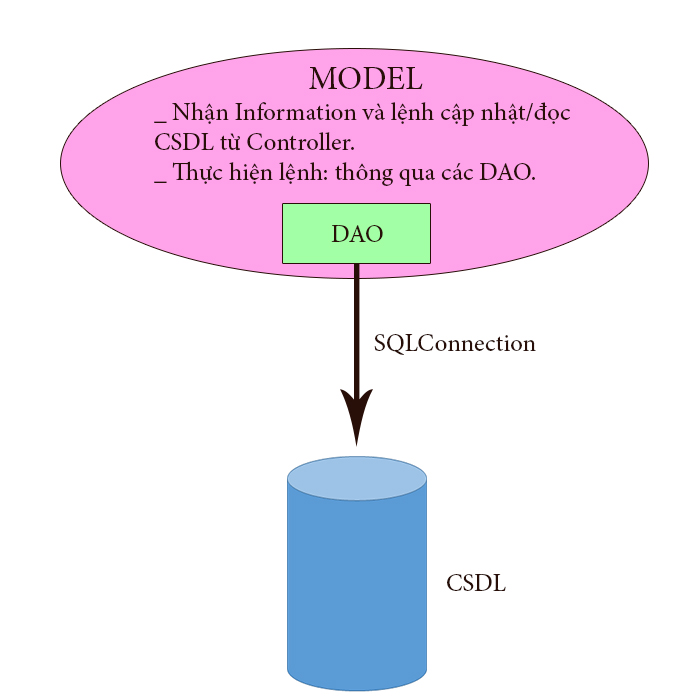 MODEL
_ Nhận Information và lệnh cập nhật/đọc
CSDL từ Controller.
_ Thực hiện lệnh: thông qua các DAO.
DAO
SQLConnection
CSDL